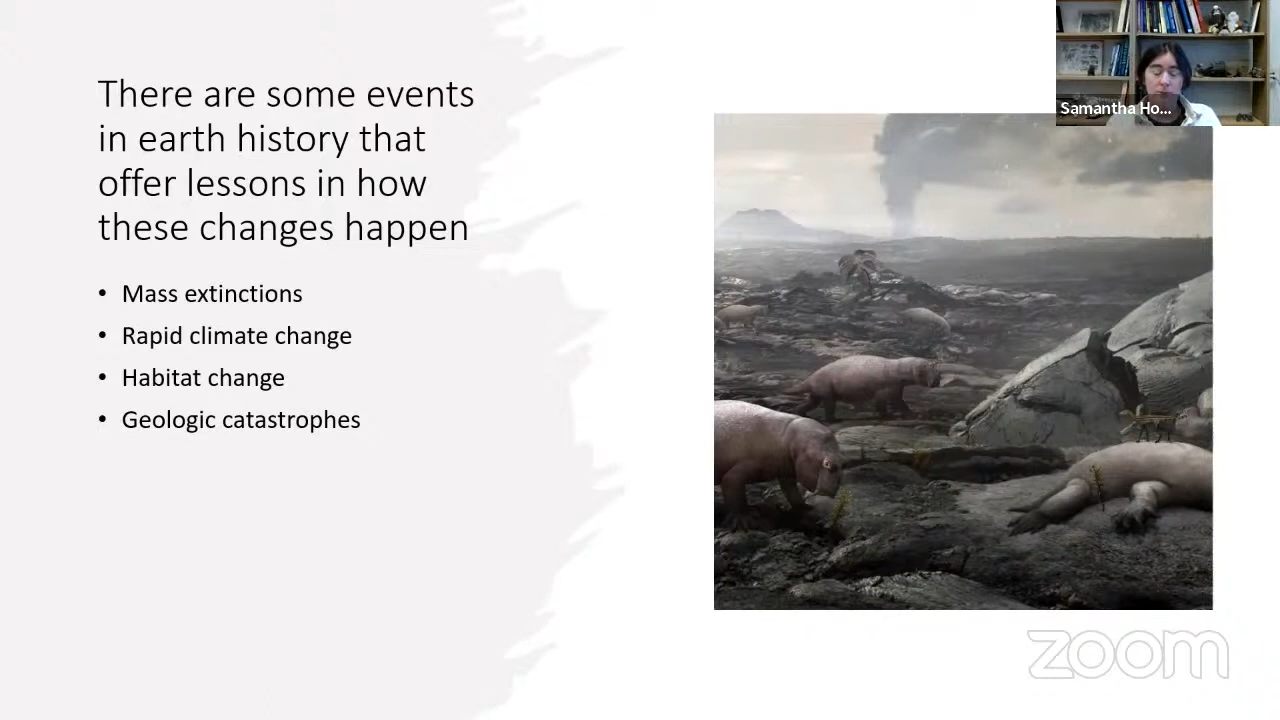 There are some events
in earth history that
offer lessons in how
these changes happen
• Mass extinctions
• Rapid climate change
• Habitat change
• Geologic catastrophes
Samantha Ho...
zoom